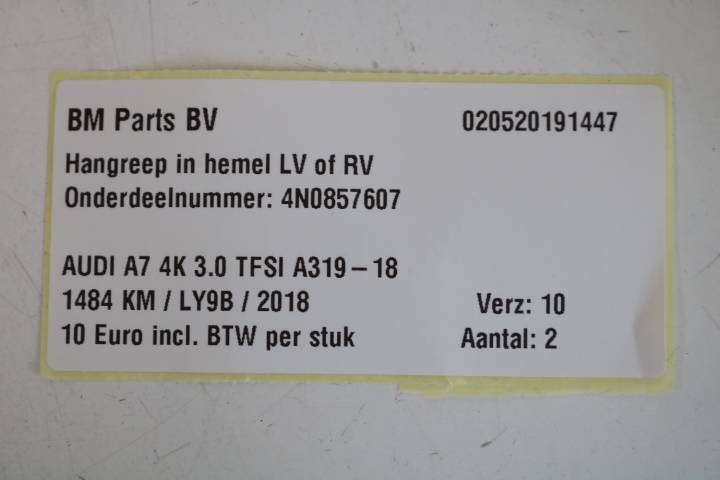 BM Parts BV 020520191447
Hangreep in hemel LV of RV
Onderdeelnummer: 4N0857607
AUDI A7 4K 3.0 TFSI A319-18
1484 KM / LY9B / 2018 Verz: 10
10 Euro incl. BTW per stuk Aantal: 2